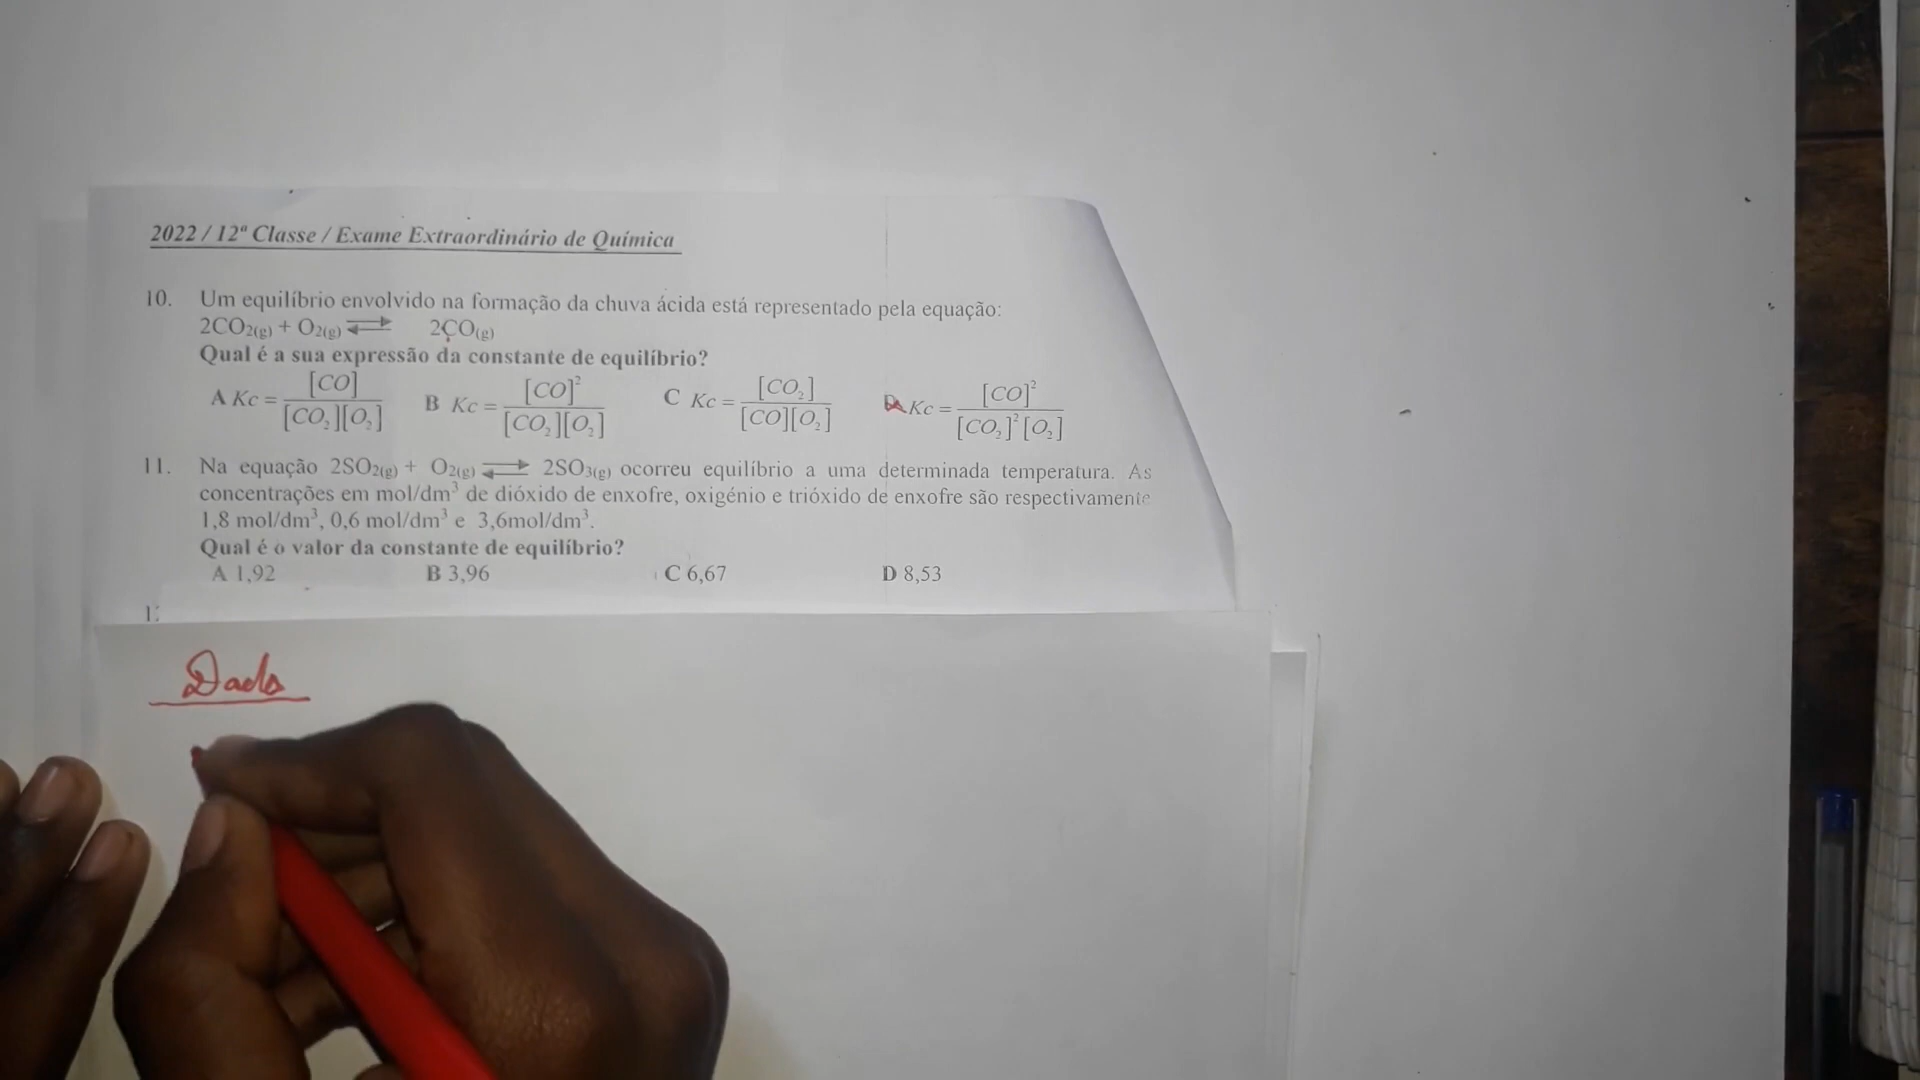 2022 / 12ª Classe / Exame Extraordinário de Química
10. Um equilíbrio envolvido na formação da chuva ácida está representado pela equação:
2CO2(g) + O2(g) ⇌ 2CO(g)
Qual é a sua expressão da constante de equilíbrio?
A Kc = [CO] / [CO₂][O₂] B Kc = [CO]² / [CO₂][O₂] C Kc = [CO₂] / [CO][O₂] D Kc = [CO]² / [CO₂]²[O₂]
11. Na equação 2SO2(g) + O2(g) ⇌ 2SO3(g) ocorreu equilíbrio a uma determinada temperatura. As
concentrações em mol/dm³ de dióxido de enxofre, oxigénio e trióxido de enxofre são respectivamente
1,8 mol/dm³, 0,6 mol/dm³ e 3,6mol/dm³.
Qual é o valor da constante de equilíbrio?
A 1,92 B 3,96 C 6,67 D 8,53
Dados